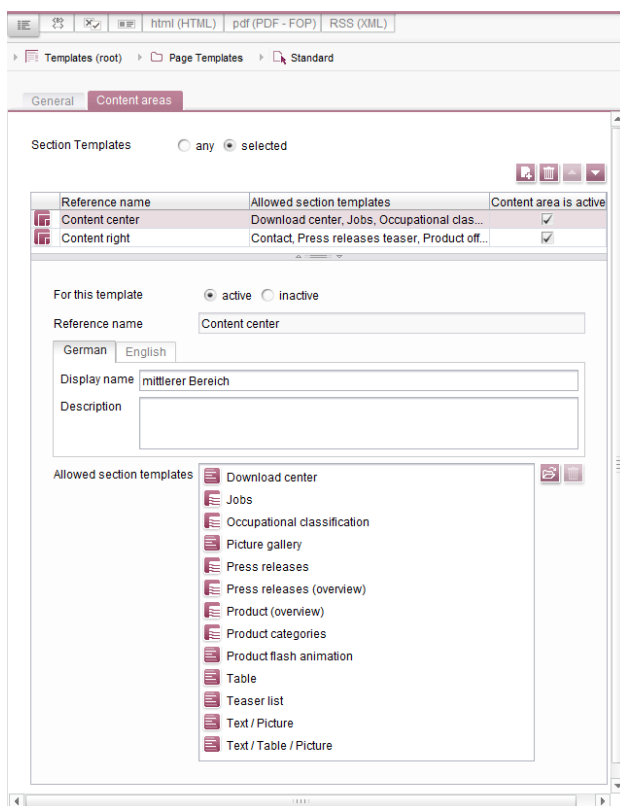 html (HTML) pdf (PDF - FOP) RSS (XML)
Templates (root) Page Templates Standard
General Content areas
Section Templates any selected
Reference name Allowed section templates Content area is active
Content center Download center, Jobs, Occupational clas...
Content right Contact, Press releases teaser, Product off...
For this template active inactive
Reference name Content center
German English
Display name mittlerer Bereich
Description
Allowed section templates Download center
Jobs
Occupational classification
Picture gallery
Press releases
Press releases (overview)
Product (overview)
Product categories
Product flash animation
Table
Teaser list
Text / Picture
Text / Table / Picture